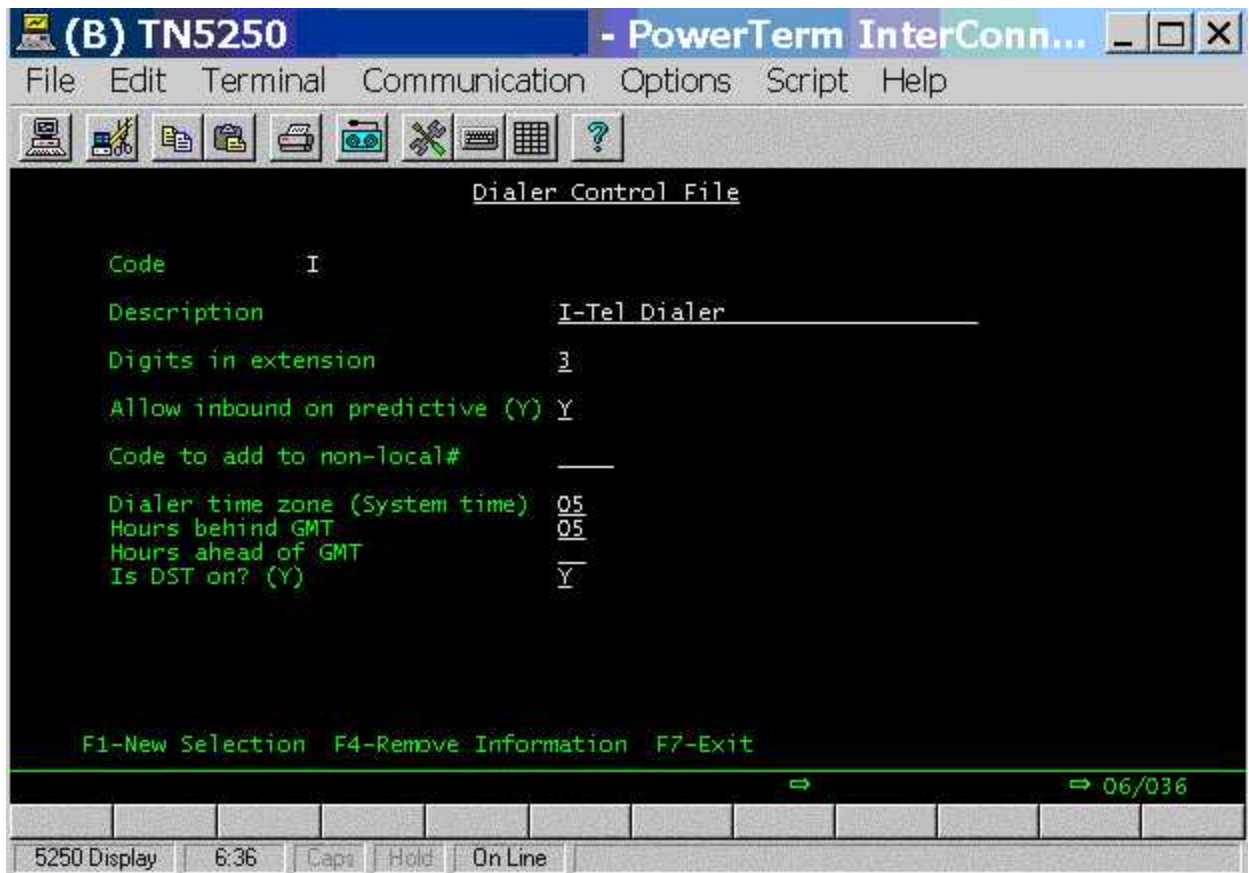 (B) TN5250 - PowerTerm InterConn...
File Edit Terminal Communication Options Script Help
Dialer Control File
Code I
Description I-Tel Dialer
Digits in extension 3
Allow inbound on predictive (Y) Y
Code to add to non-local#
Dialer time zone (System time) 05
Hours behind GMT 05
Hours ahead of GMT
Is DST on? (Y) Y
F1-New Selection F4-Remove Information F7-Exit
06/036
5250 Display 6:36 Caps Hold On Line